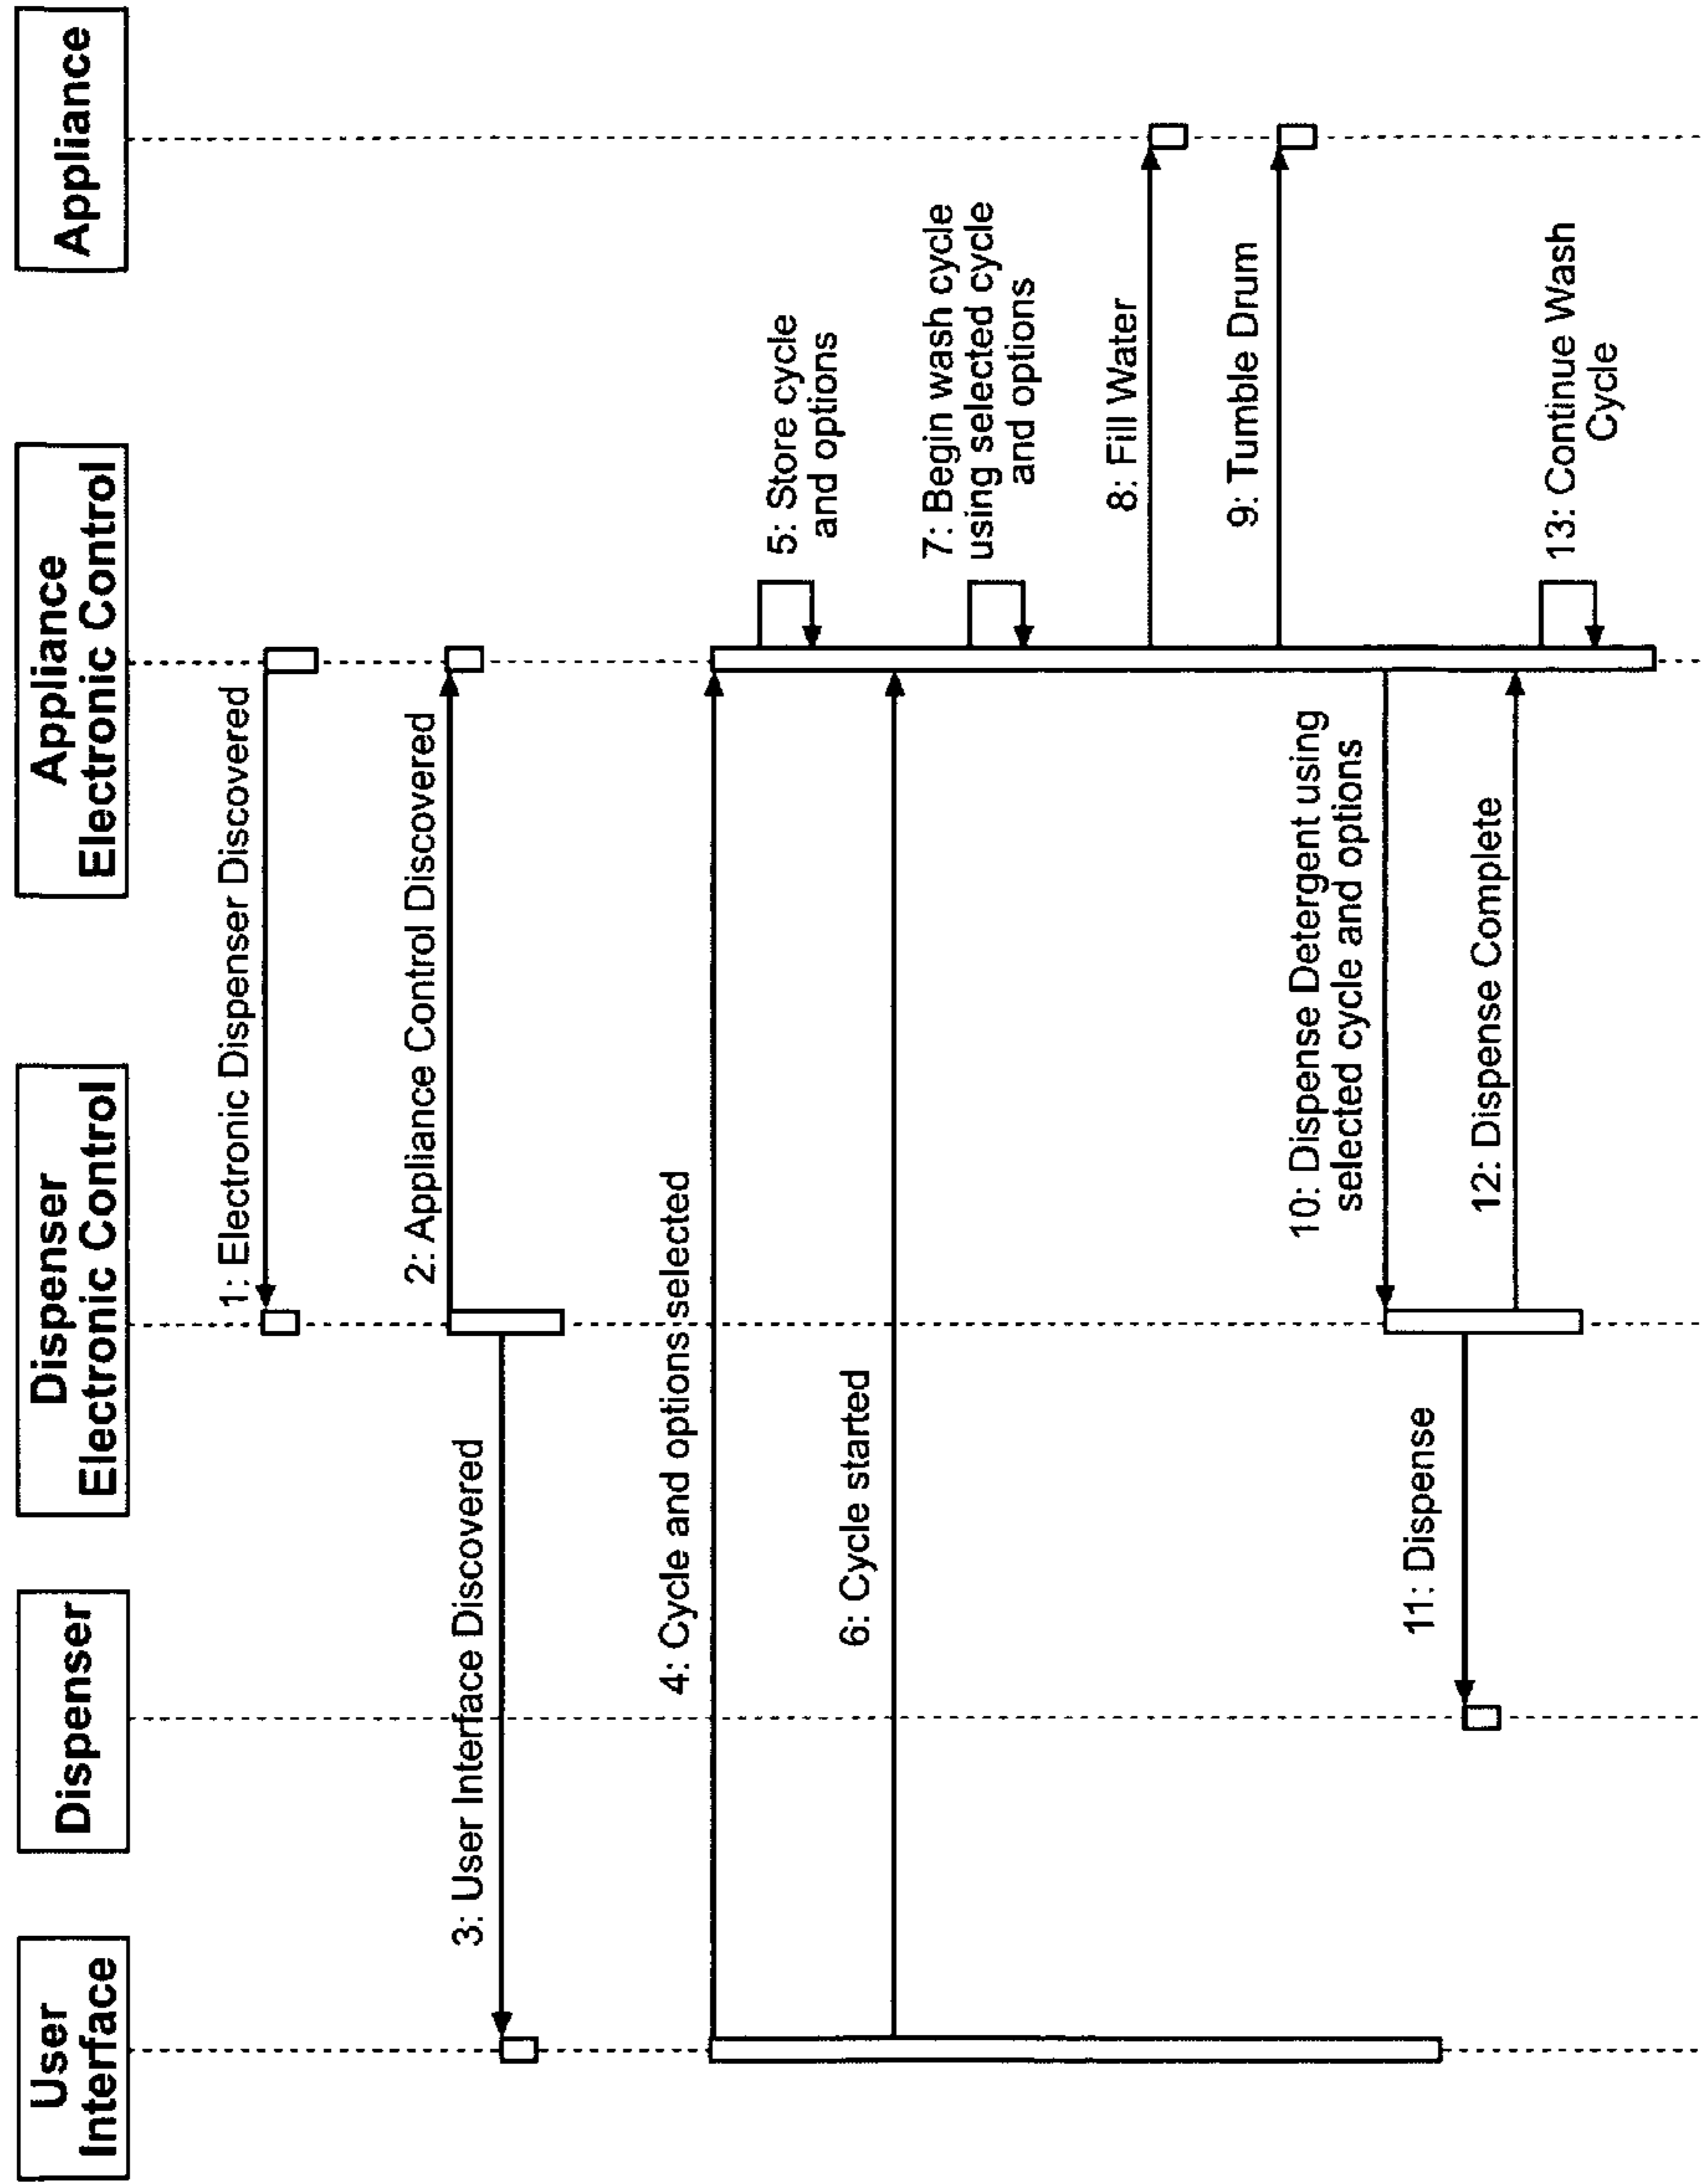 User
Interface
Dispenser
Dispenser
Electronic Control
Appliance
Electronic Control
Appliance
1: Electronic Dispenser Discovered
2: Appliance Control Discovered
3: User Interface Discovered
4: Cycle and options selected
5: Store cycle
and options
6: Cycle started
7: Begin wash cycle
using selected cycle
and options
8: Fill Water
9: Tumble Drum
10: Dispense Detergent using
selected cycle and options
11: Dispense
12: Dispense Complete
13: Continue Wash
Cycle